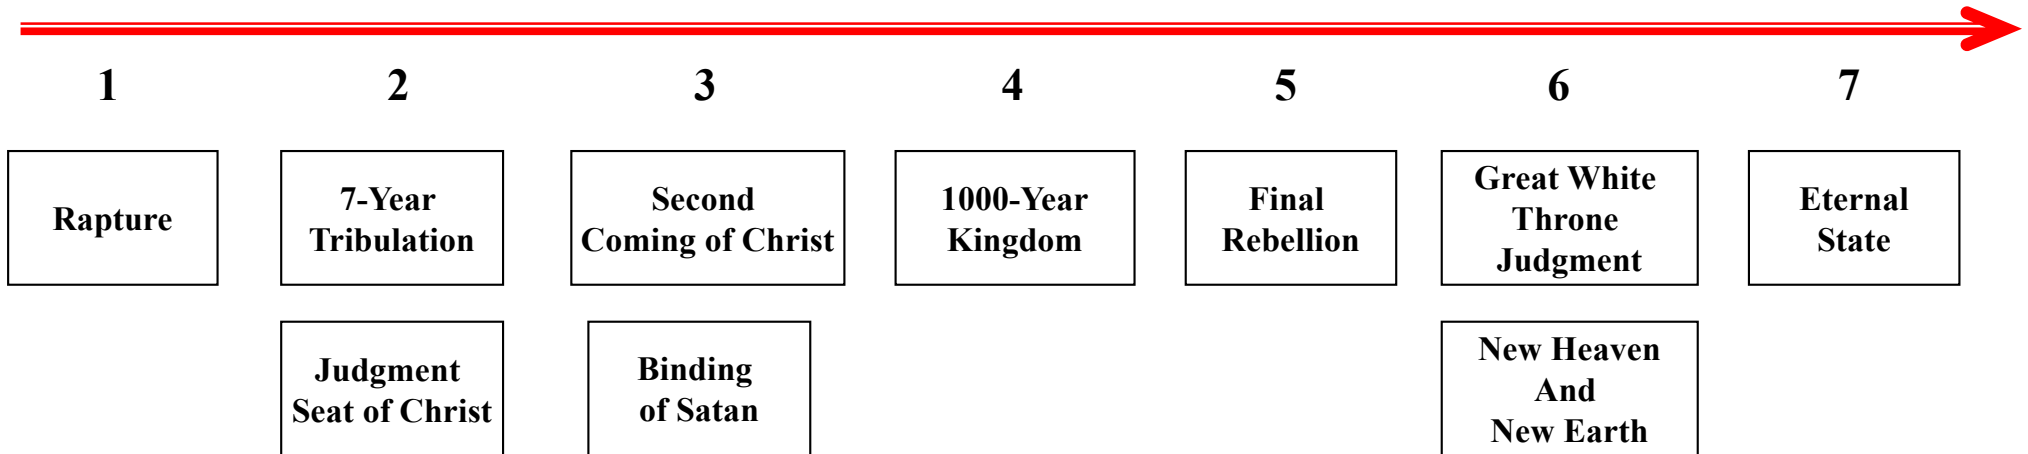 1 2 3 4 5 6 7
Rapture
7-Year
Tribulation
Second
Coming of Christ
1000-Year
Kingdom
Final
Rebellion
Great White
Throne
Judgment
Eternal
State
Judgment
Seat of Christ
Binding
of Satan
New Heaven
And
New Earth